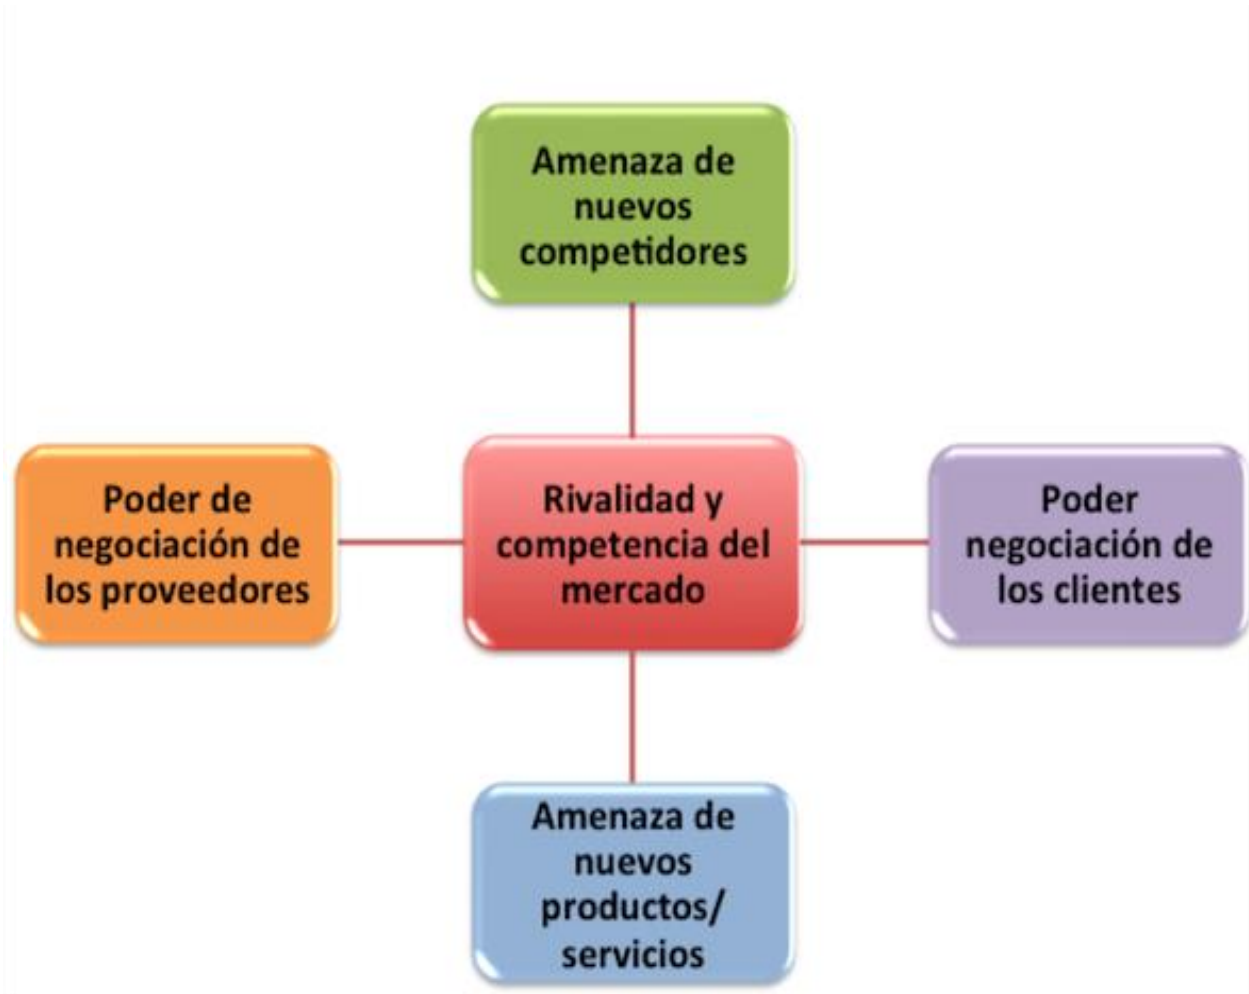 Amenaza de
nuevos
competidores
Poder de
negociación de
los proveedores
Rivalidad y
competencia del
mercado
Poder
negociación de
los clientes
Amenaza de
nuevos
productos/
servicios